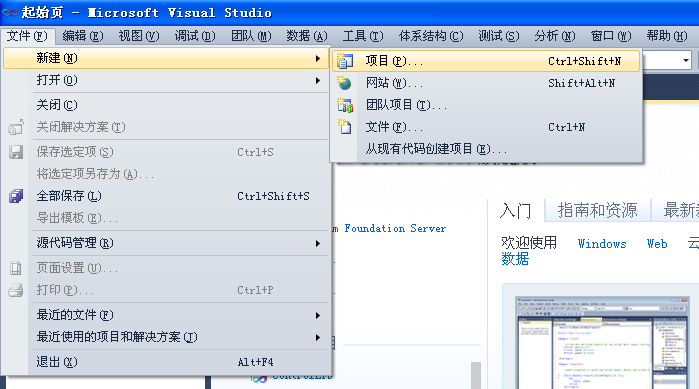 起始页 - Microsoft Visual Studio
文件(F) 编辑(E) 视图(V) 调试(D) 团队(M) 数据(A) 工具(T) 体系结构(C) 测试(S) 分析(N) 窗口(W) 帮助(H)
新建(N)
打开(O)
关闭(C)
关闭解决方案(T)
保存选定项(S) Ctrl+S
将选定项另存为(A)...
全部保存(L) Ctrl+Shift+S
导出模板(E)...
源代码管理(R)
页面设置(U)...
打印(P)... Ctrl+P
最近的文件(F)
最近使用的项目和解决方案(T)
退出(X) Alt+F4
项目(P)... Ctrl+Shift+N
网站(W)... Shift+Alt+N
团队项目(T)...
文件(F)... Ctrl+N
从现有代码创建项目(E)...
Foundation Server
入门 指南和资源 最新
欢迎使用 Windows Web 云
数据